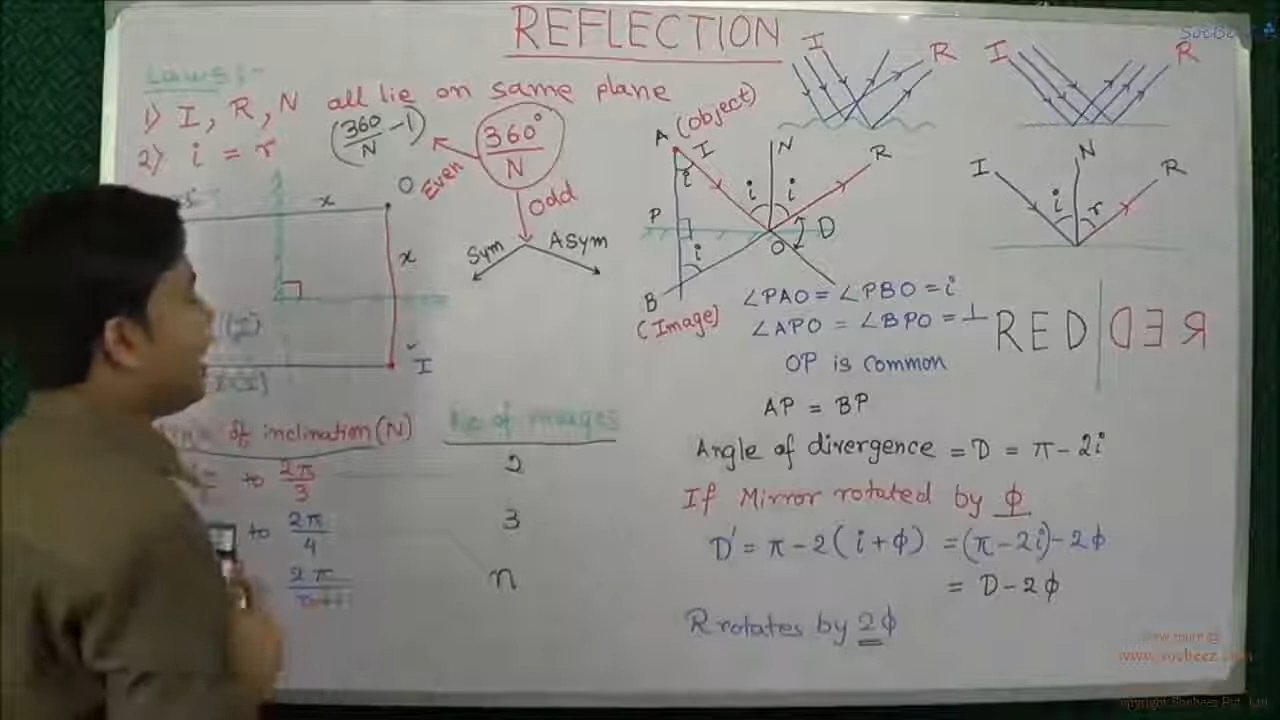 REFLECTION
Laws:-
1) I, R, N all lie on same plane
2) i = r
(360/N - 1)
360°/N
Even
Odd
Sym
ASym
x
O
x
I
of inclination (N)
No of images
to 2π/3
2
to 2π/4
3
2π
n
I
R
I
R
A (Object)
I
N
R
i
i
i
P
D
i
O
B
(Image)
I
N
R
i
r
∠PAO = ∠PBO = i
∠APO = ∠BPO = ⊥
OP is common
AP = BP
RED | ᗡƎЯ
Angle of divergence = D = π - 2i
If Mirror rotated by ϕ
D' = π - 2(i + ϕ) = (π - 2i) - 2ϕ
= D - 2ϕ
R rotates by 2ϕ
www.socbeez.com